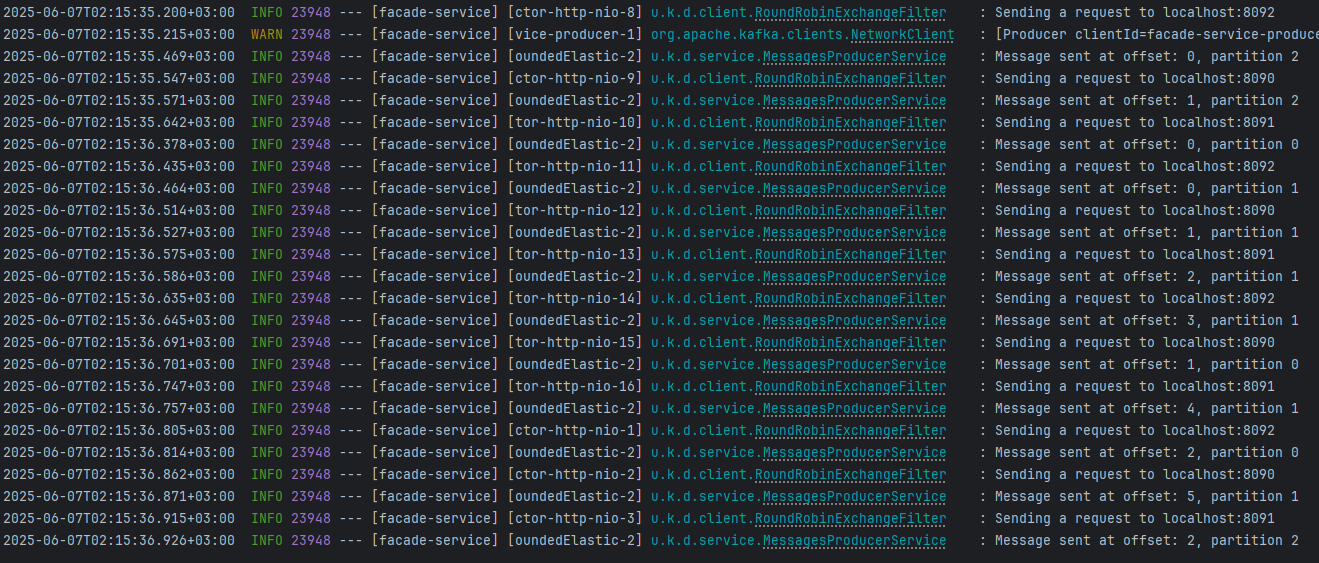 2025-06-07T02:15:35.200+03:00  INFO 23948 --- [facade-service] [ctor-http-nio-8] u.k.d.client.RoundRobinExchangeFilter    : Sending a request to localhost:8092
2025-06-07T02:15:35.215+03:00  WARN 23948 --- [facade-service] [vice-producer-1] org.apache.kafka.clients.NetworkClient   : [Producer clientId=facade-service-produce
2025-06-07T02:15:35.469+03:00  INFO 23948 --- [facade-service] [oundedElastic-2] u.k.d.service.MessagesProducerService    : Message sent at offset: 0, partition 2
2025-06-07T02:15:35.547+03:00  INFO 23948 --- [facade-service] [ctor-http-nio-9] u.k.d.client.RoundRobinExchangeFilter    : Sending a request to localhost:8090
2025-06-07T02:15:35.571+03:00  INFO 23948 --- [facade-service] [oundedElastic-2] u.k.d.service.MessagesProducerService    : Message sent at offset: 1, partition 2
2025-06-07T02:15:35.642+03:00  INFO 23948 --- [facade-service] [tor-http-nio-10] u.k.d.client.RoundRobinExchangeFilter    : Sending a request to localhost:8091
2025-06-07T02:15:36.378+03:00  INFO 23948 --- [facade-service] [oundedElastic-2] u.k.d.service.MessagesProducerService    : Message sent at offset: 0, partition 0
2025-06-07T02:15:36.435+03:00  INFO 23948 --- [facade-service] [tor-http-nio-11] u.k.d.client.RoundRobinExchangeFilter    : Sending a request to localhost:8092
2025-06-07T02:15:36.464+03:00  INFO 23948 --- [facade-service] [oundedElastic-2] u.k.d.service.MessagesProducerService    : Message sent at offset: 0, partition 1
2025-06-07T02:15:36.514+03:00  INFO 23948 --- [facade-service] [tor-http-nio-12] u.k.d.client.RoundRobinExchangeFilter    : Sending a request to localhost:8090
2025-06-07T02:15:36.527+03:00  INFO 23948 --- [facade-service] [oundedElastic-2] u.k.d.service.MessagesProducerService    : Message sent at offset: 1, partition 1
2025-06-07T02:15:36.575+03:00  INFO 23948 --- [facade-service] [tor-http-nio-13] u.k.d.client.RoundRobinExchangeFilter    : Sending a request to localhost:8091
2025-06-07T02:15:36.586+03:00  INFO 23948 --- [facade-service] [oundedElastic-2] u.k.d.service.MessagesProducerService    : Message sent at offset: 2, partition 1
2025-06-07T02:15:36.635+03:00  INFO 23948 --- [facade-service] [tor-http-nio-14] u.k.d.client.RoundRobinExchangeFilter    : Sending a request to localhost:8092
2025-06-07T02:15:36.645+03:00  INFO 23948 --- [facade-service] [oundedElastic-2] u.k.d.service.MessagesProducerService    : Message sent at offset: 3, partition 1
2025-06-07T02:15:36.691+03:00  INFO 23948 --- [facade-service] [tor-http-nio-15] u.k.d.client.RoundRobinExchangeFilter    : Sending a request to localhost:8090
2025-06-07T02:15:36.701+03:00  INFO 23948 --- [facade-service] [oundedElastic-2] u.k.d.service.MessagesProducerService    : Message sent at offset: 1, partition 0
2025-06-07T02:15:36.747+03:00  INFO 23948 --- [facade-service] [tor-http-nio-16] u.k.d.client.RoundRobinExchangeFilter    : Sending a request to localhost:8091
2025-06-07T02:15:36.757+03:00  INFO 23948 --- [facade-service] [oundedElastic-2] u.k.d.service.MessagesProducerService    : Message sent at offset: 4, partition 1
2025-06-07T02:15:36.805+03:00  INFO 23948 --- [facade-service] [ctor-http-nio-1] u.k.d.client.RoundRobinExchangeFilter    : Sending a request to localhost:8092
2025-06-07T02:15:36.814+03:00  INFO 23948 --- [facade-service] [oundedElastic-2] u.k.d.service.MessagesProducerService    : Message sent at offset: 2, partition 0
2025-06-07T02:15:36.862+03:00  INFO 23948 --- [facade-service] [ctor-http-nio-2] u.k.d.client.RoundRobinExchangeFilter    : Sending a request to localhost:8090
2025-06-07T02:15:36.871+03:00  INFO 23948 --- [facade-service] [oundedElastic-2] u.k.d.service.MessagesProducerService    : Message sent at offset: 5, partition 1
2025-06-07T02:15:36.915+03:00  INFO 23948 --- [facade-service] [ctor-http-nio-3] u.k.d.client.RoundRobinExchangeFilter    : Sending a request to localhost:8091
2025-06-07T02:15:36.926+03:00  INFO 23948 --- [facade-service] [oundedElastic-2] u.k.d.service.MessagesProducerService    : Message sent at offset: 2, partition 2